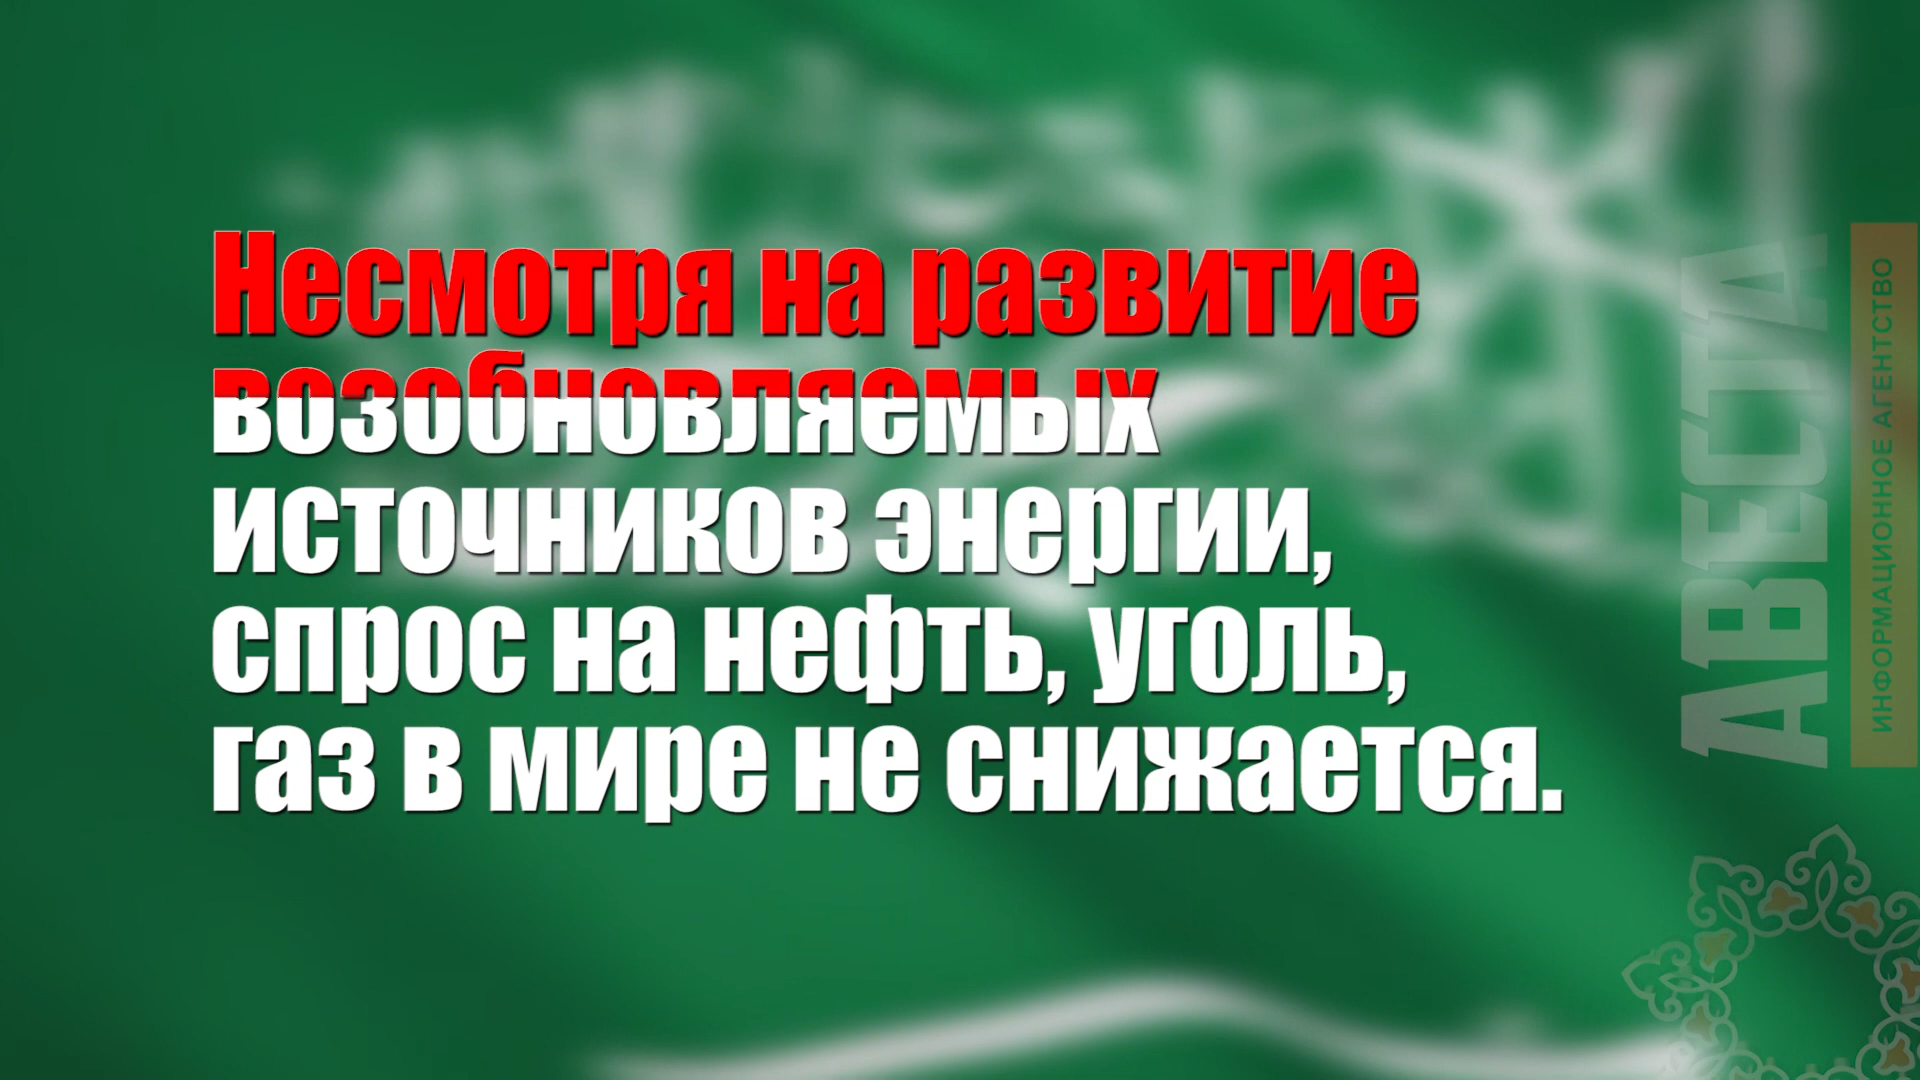 Несмотря на развитие
возобновляемых
источников энергии,
спрос на нефть, уголь,
газ в мире не снижается.
АВЕСТА
ИНФОРМАЦИОННОЕ АГЕНТСТВО